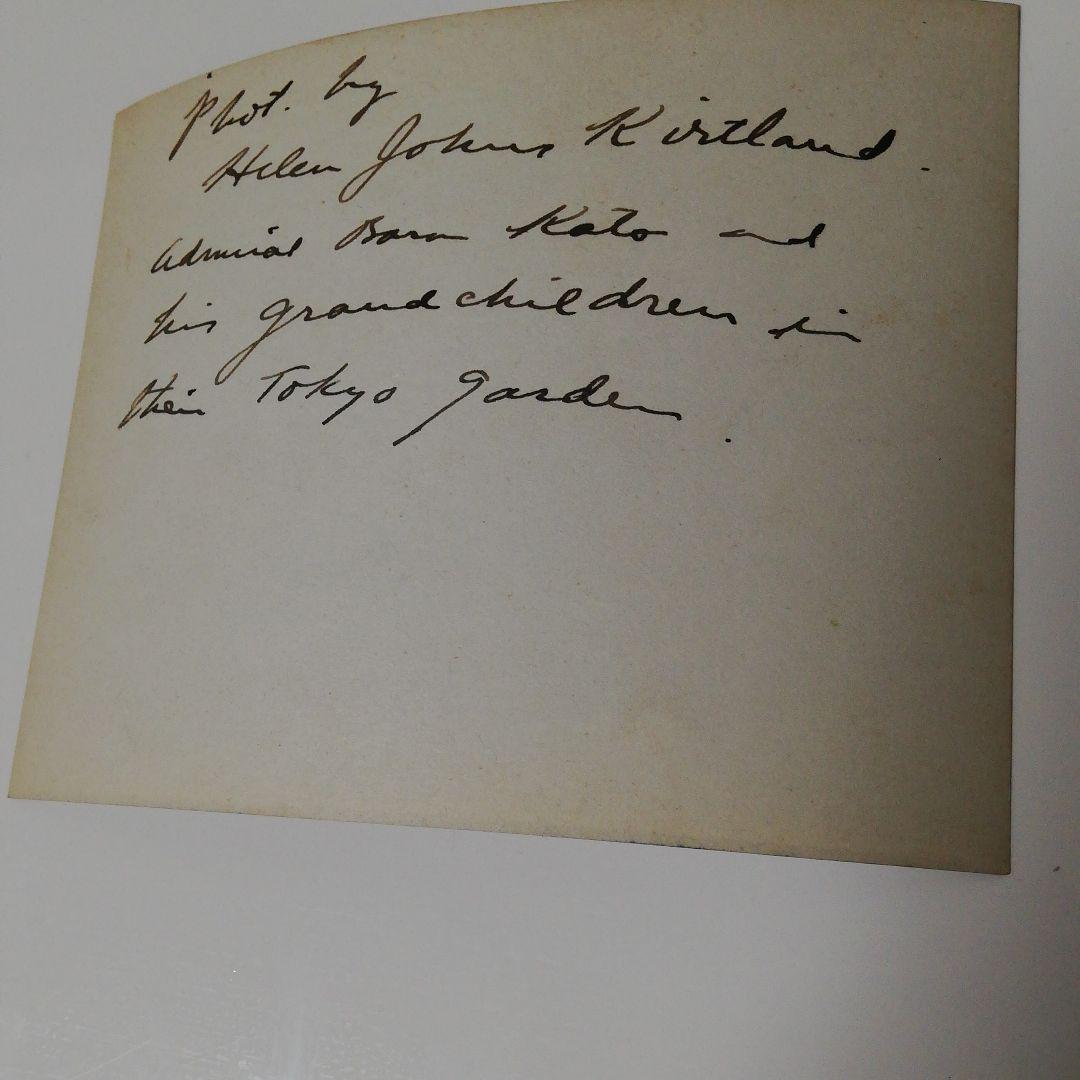 Phot. by
Helen Johns Kirtland.
Admiral Baron Kato and
his grandchildren in
their Tokyo garden.